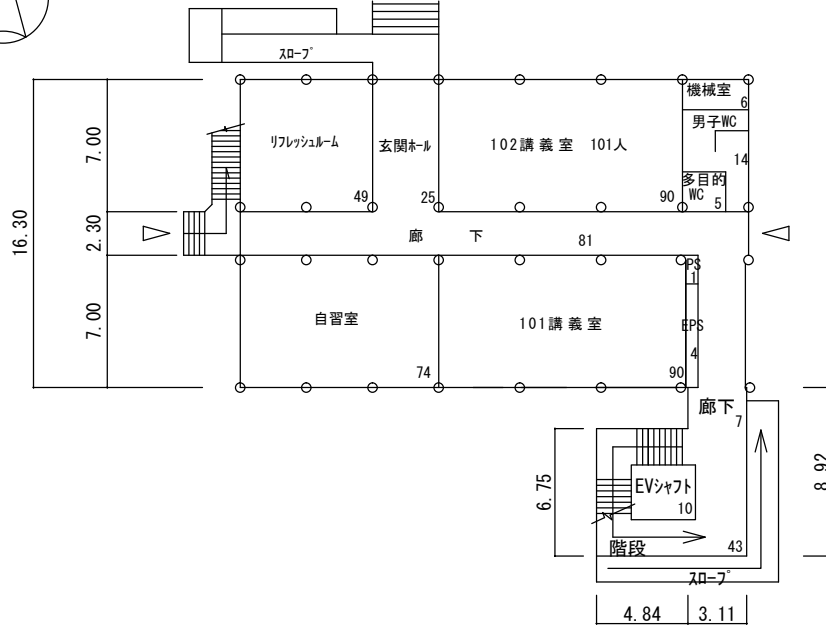 スロープ
機械室
6
男子WC
リフレッシュルーム
玄関ホール
102講義室 101人
14
多目的
WC
5
49
25
90
7.00
2.30
7.00
16.30
廊 下
81
PS
1
自習室
101講義室
EPS
4
74
90
廊下
7
6.75
EVシャフト
10
8.92
階段
43
スロープ
4.84
3.11